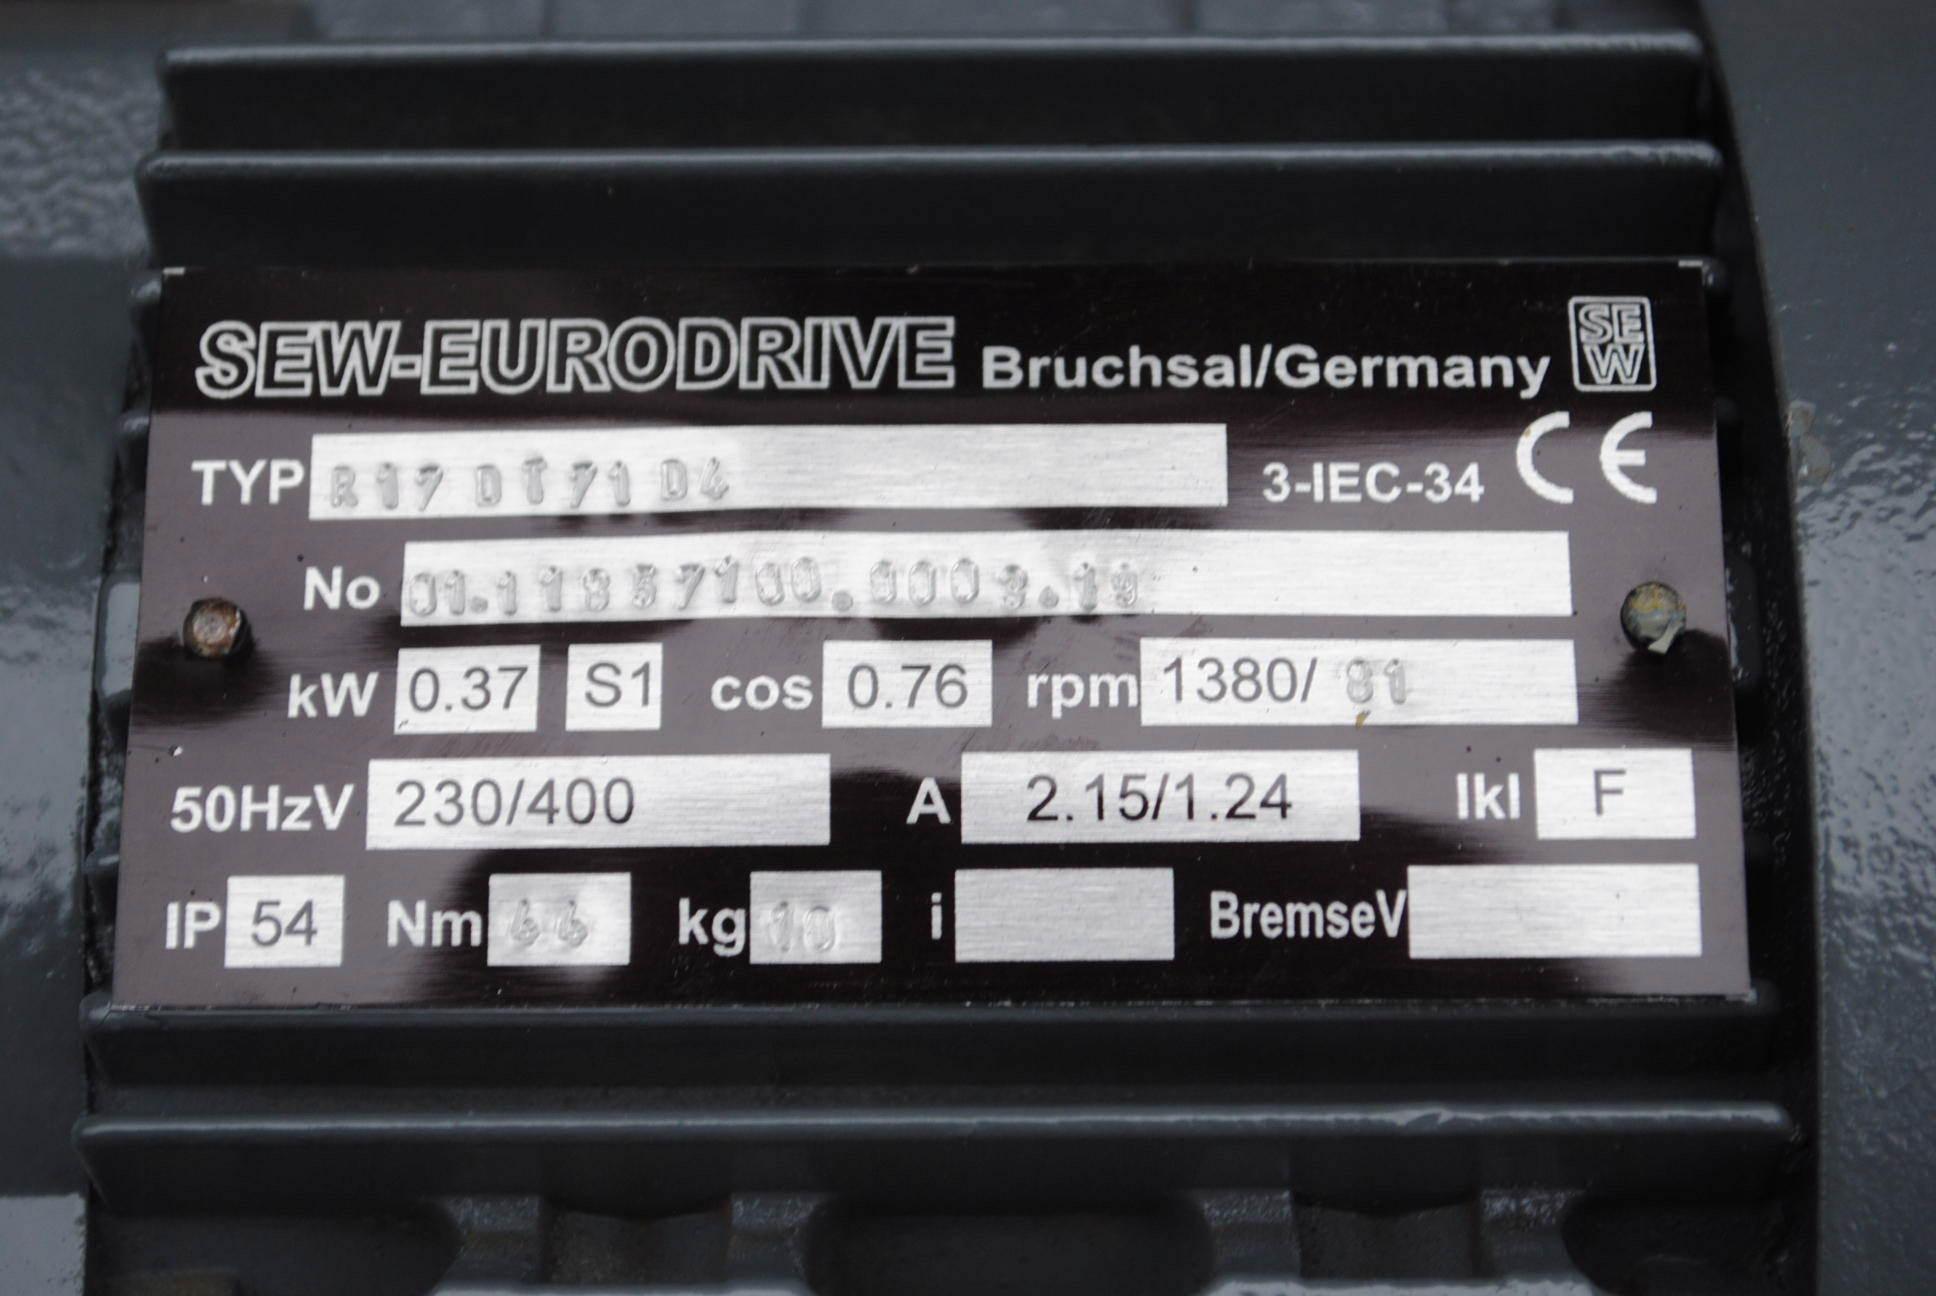 SEW-EURODRIVE Bruchsal/Germany SEW
TYP R17 DT71D4 3-IEC-34 CE
No
kW 0.37 S1 cos 0.76 rpm 1380/ 81
50HzV 230/400 A 2.15/1.24 Ikl F
IP 54 Nm 44 kg 10 i BremseV